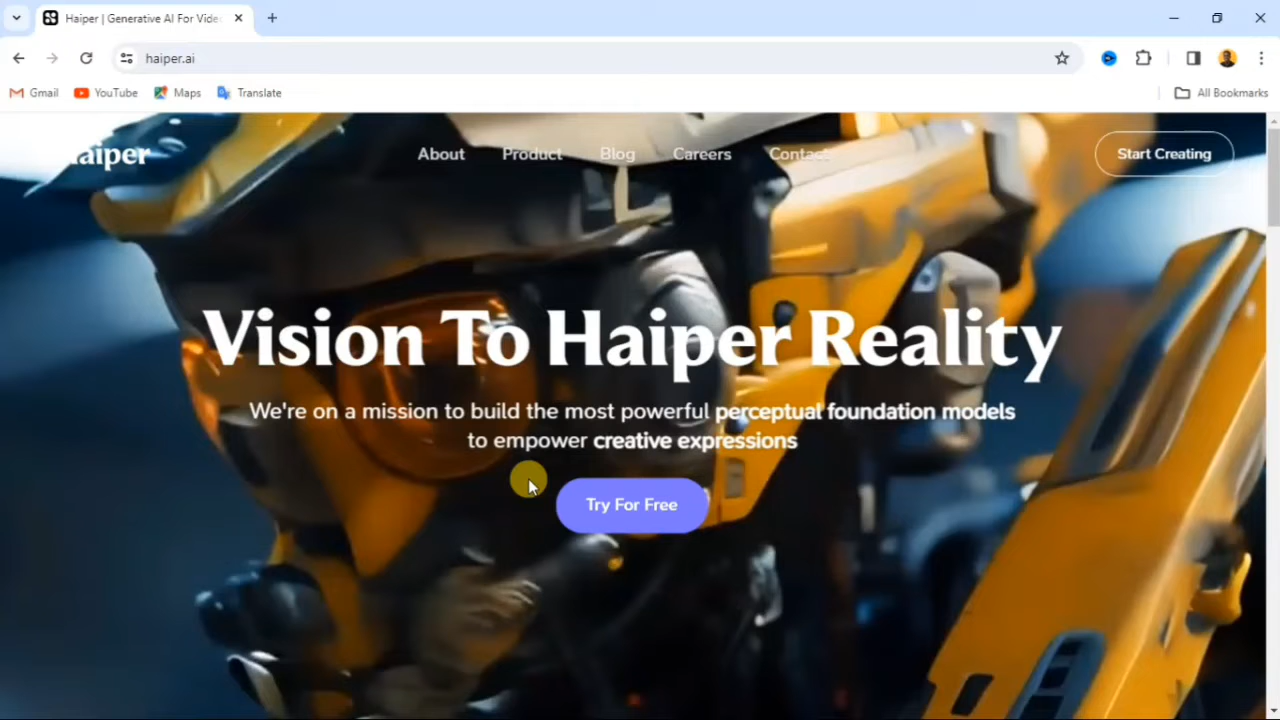 Haiper | Generative AI For Vide
haiper.ai
Gmail YouTube Maps Translate All Bookmarks
Haiper About Product Blog Careers Contact Start Creating
Vision To Haiper Reality
We're on a mission to build the most powerful perceptual foundation models
to empower creative expressions
Try For Free